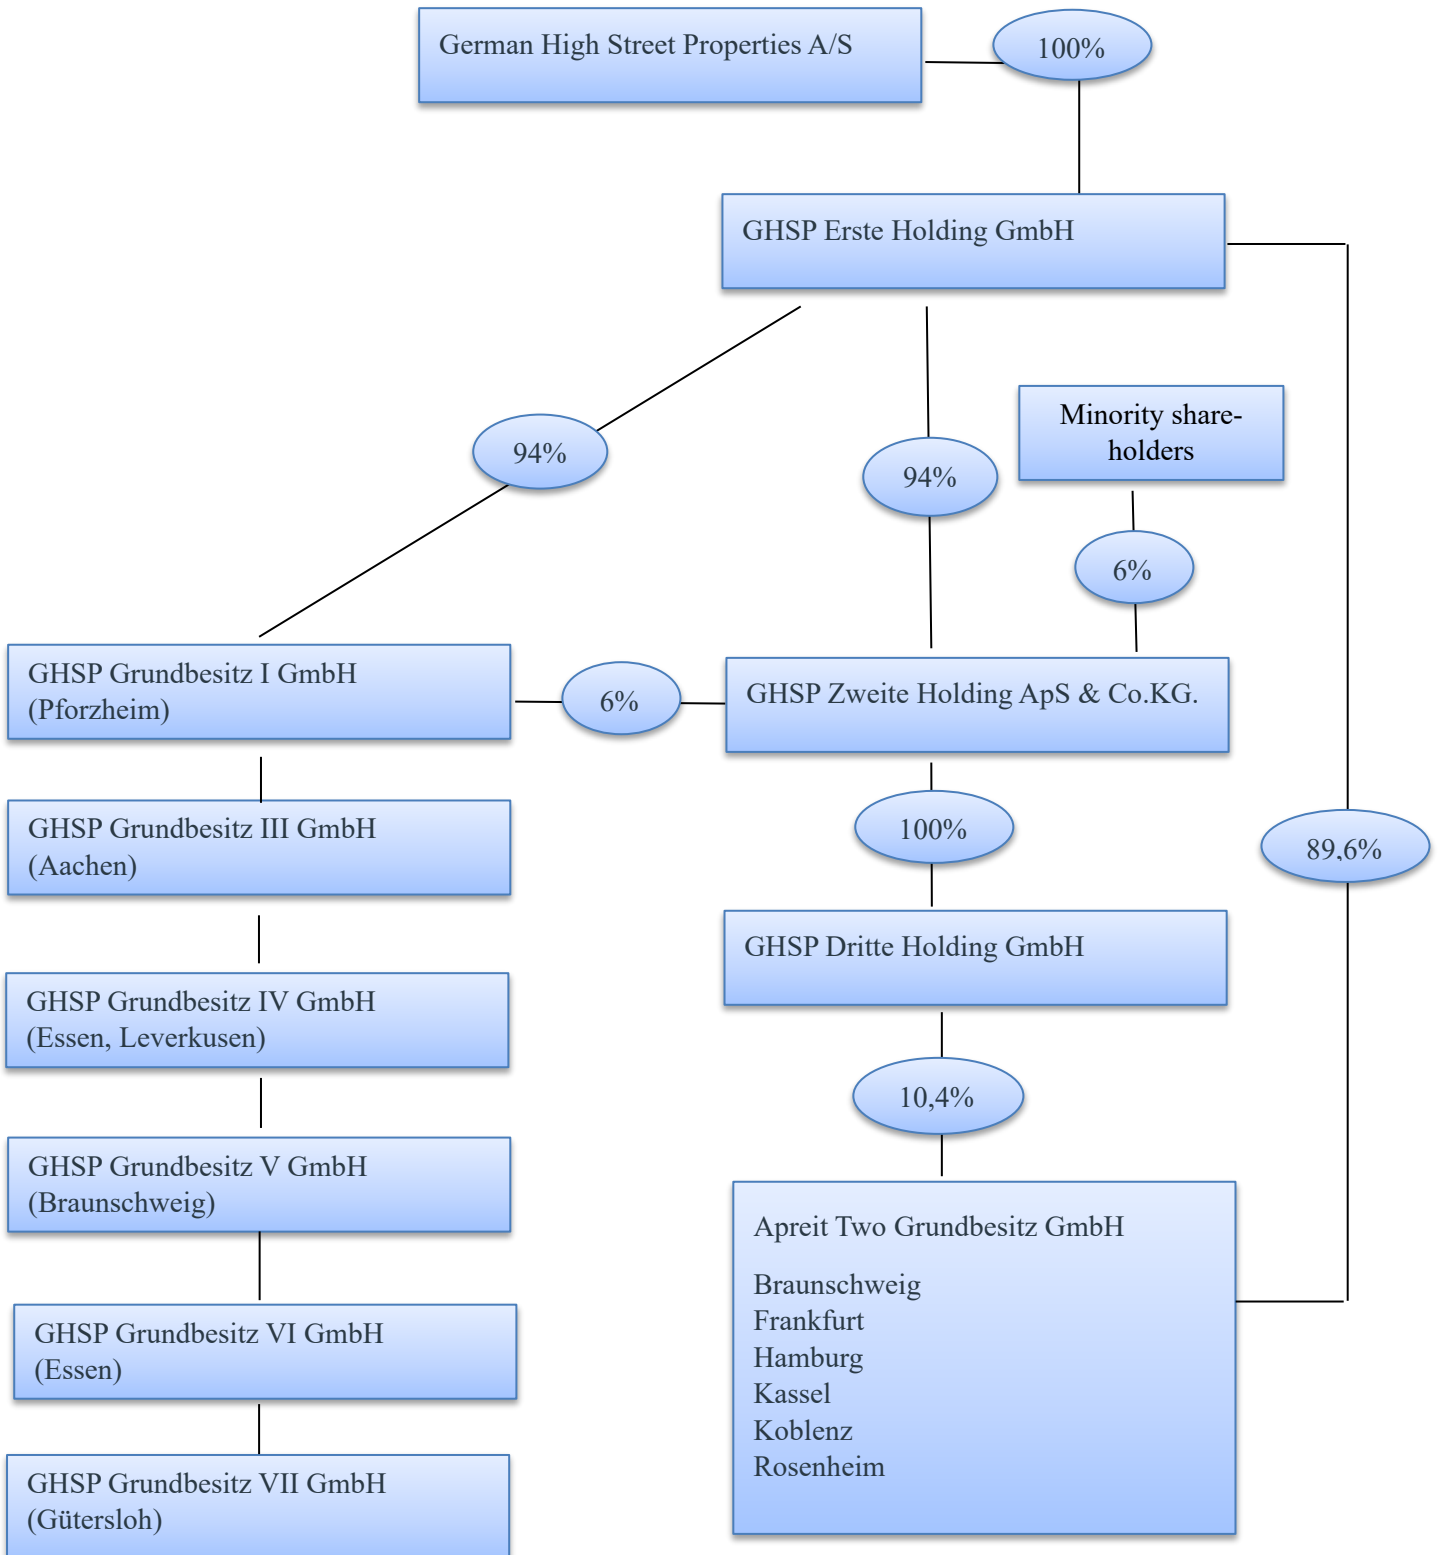 German High Street Properties A/S
100%
GHSP Erste Holding GmbH
Minority share-
holders
94%
94%
6%
GHSP Grundbesitz I GmbH
(Pforzheim)
6%
GHSP Zweite Holding ApS & Co.KG.
GHSP Grundbesitz III GmbH
(Aachen)
100%
89,6%
GHSP Dritte Holding GmbH
GHSP Grundbesitz IV GmbH
(Essen, Leverkusen)
10,4%
GHSP Grundbesitz V GmbH
(Braunschweig)
Apreit Two Grundbesitz GmbH
Braunschweig
Frankfurt
Hamburg
Kassel
Koblenz
Rosenheim
GHSP Grundbesitz VI GmbH
(Essen)
GHSP Grundbesitz VII GmbH
(Gütersloh)